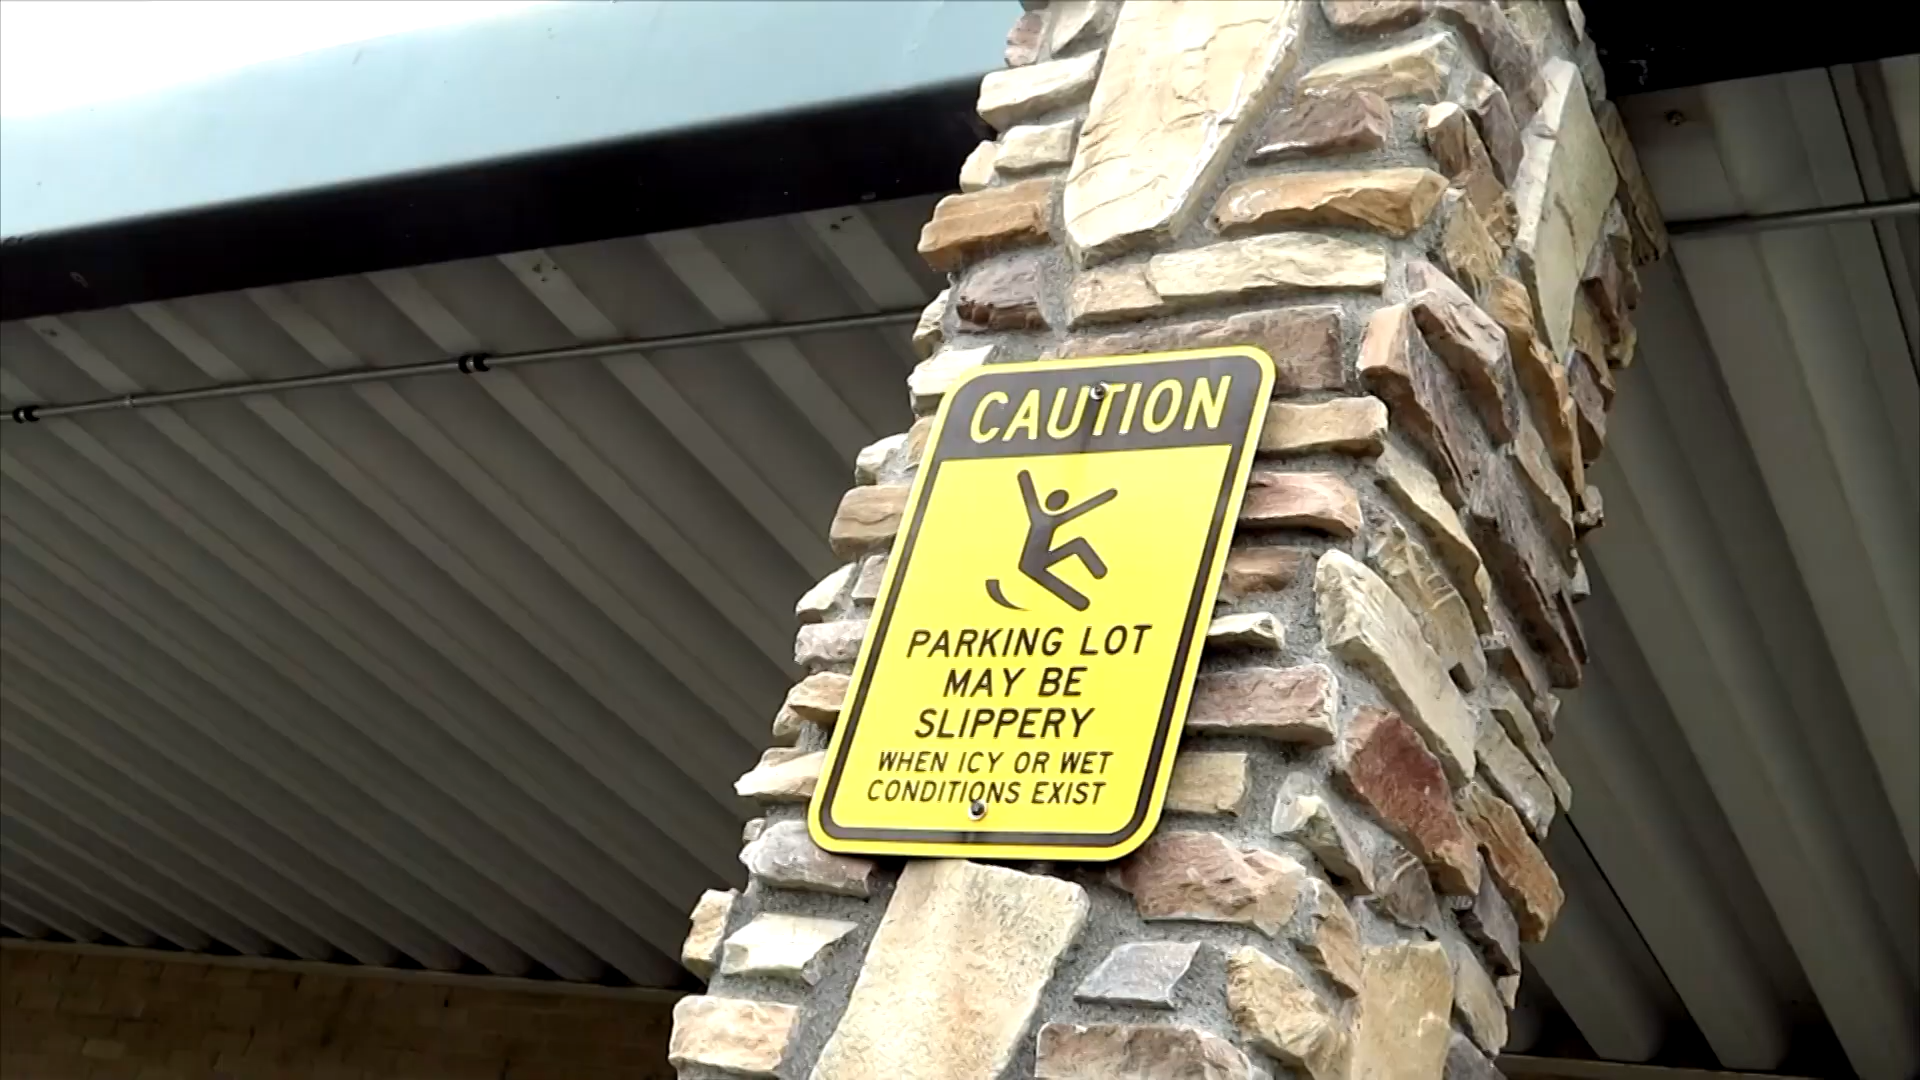 CAUTION
PARKING LOT
MAY BE
SLIPPERY
WHEN ICY OR WET
CONDITIONS EXIST